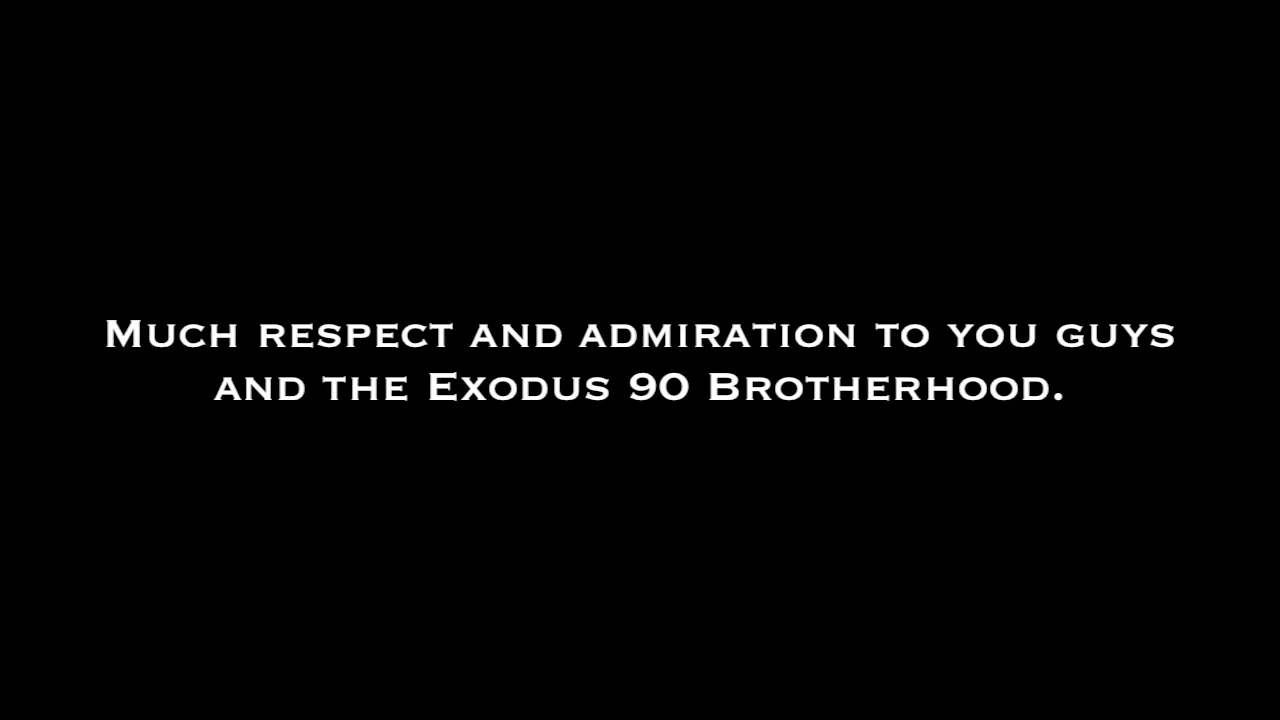 Much respect and admiration to you guys
and the Exodus 90 Brotherhood.